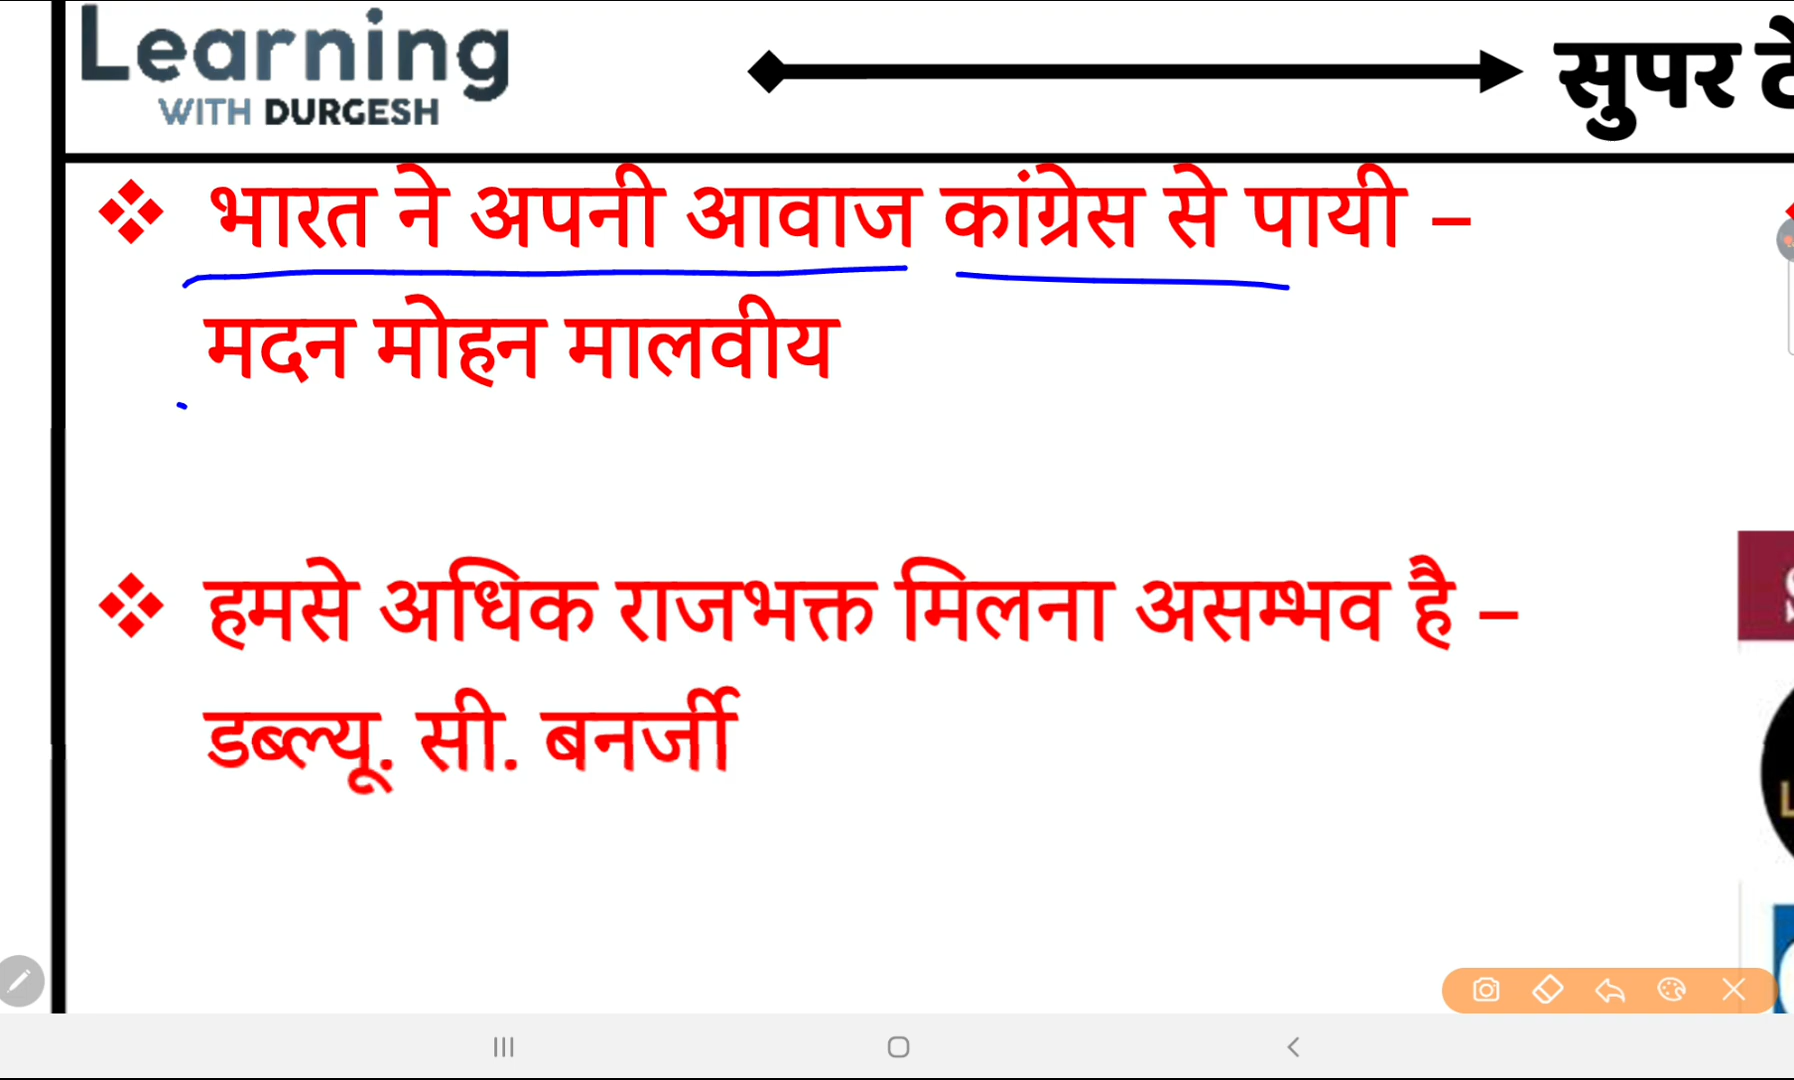 Learning
WITH DURGESH
सुपर
❖ भारत ने अपनी आवाज कांग्रेस से पायी –
मदन मोहन मालवीय
❖ हमसे अधिक राजभक्त मिलना असम्भव है –
डब्ल्यू. सी. बनर्जी